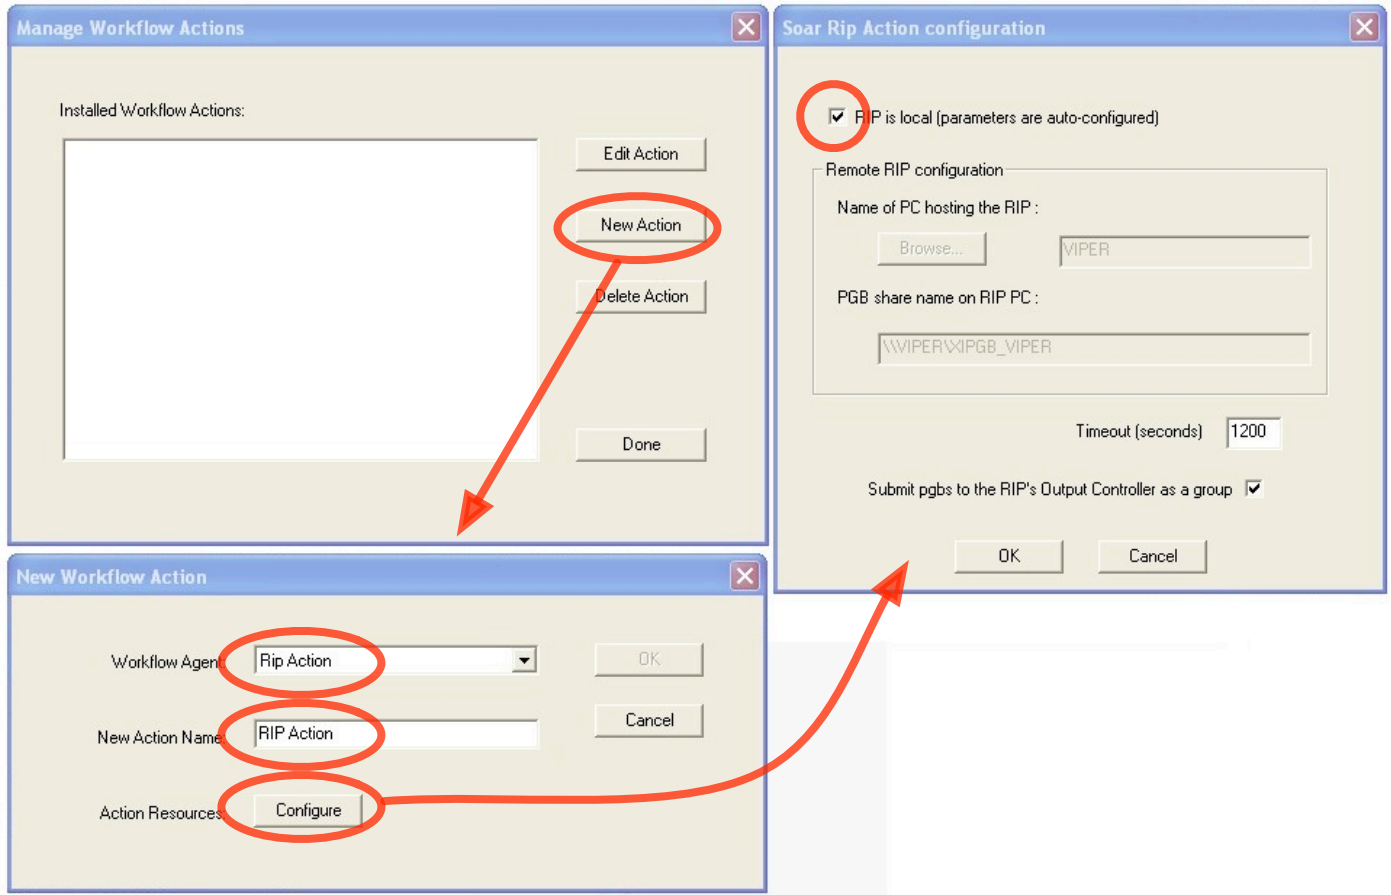 Manage Workflow Actions
Installed Workflow Actions:
Edit Action
New Action
Delete Action
Done
New Workflow Action
Workflow Agent:
Rip Action
OK
New Action Name:
RIP Action
Cancel
Action Resources:
Configure
Soar Rip Action configuration
RIP is local (parameters are auto-configured)
Remote RIP configuration
Name of PC hosting the RIP :
Browse...
VIPER
PGB share name on RIP PC :
\\VIPER\XIPGB_VIPER
Timeout (seconds)
1200
Submit pgbs to the RIP's Output Controller as a group
OK
Cancel